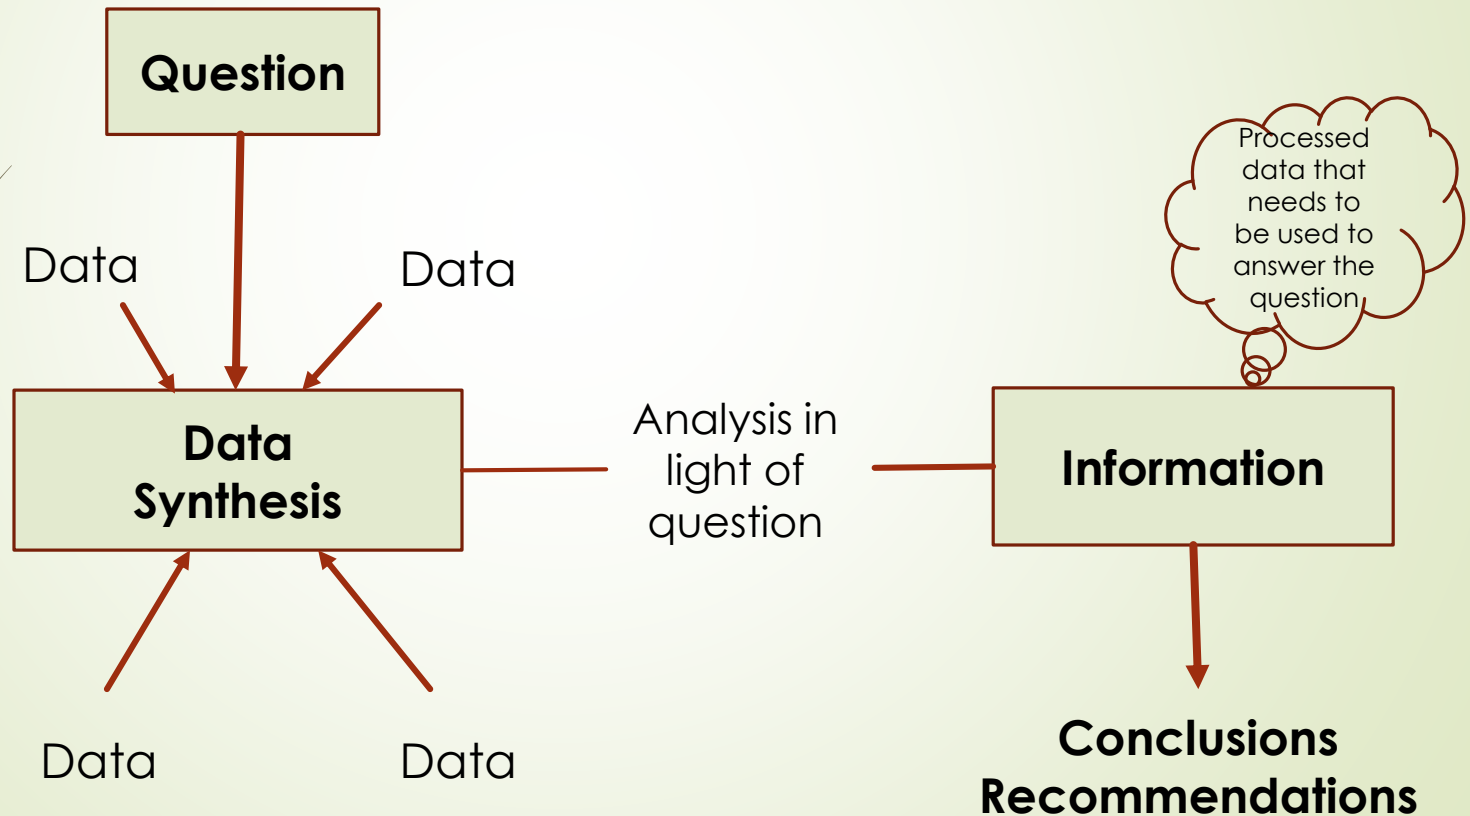 Question
Processed
data that
needs to
be used to
answer the
question
Data
Data
Data
Synthesis
Analysis in
light of
question
Information
Data
Data
Conclusions
Recommendations